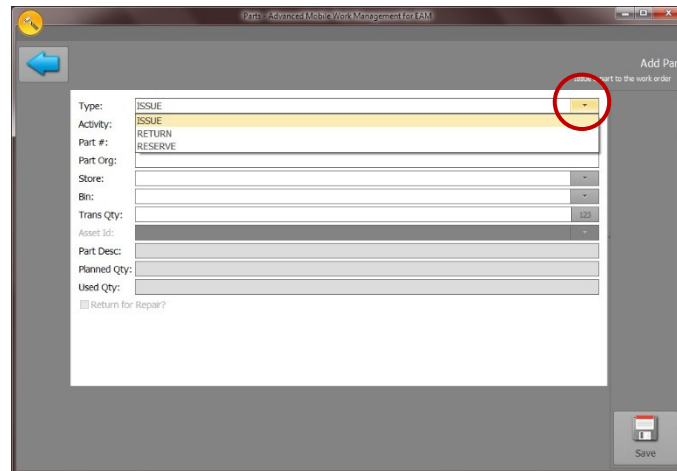 Parts - Advanced Mobile Work Management for EAM
Add Par
Issue part to the work order
Type: ISSUE
ISSUE
Activity:
RETURN
Part #:
RESERVE
Part Org:
Store:
Bin:
Trans Qty: 123
Asset Id:
Part Desc:
Planned Qty:
Used Qty:
Return for Repair?
Save